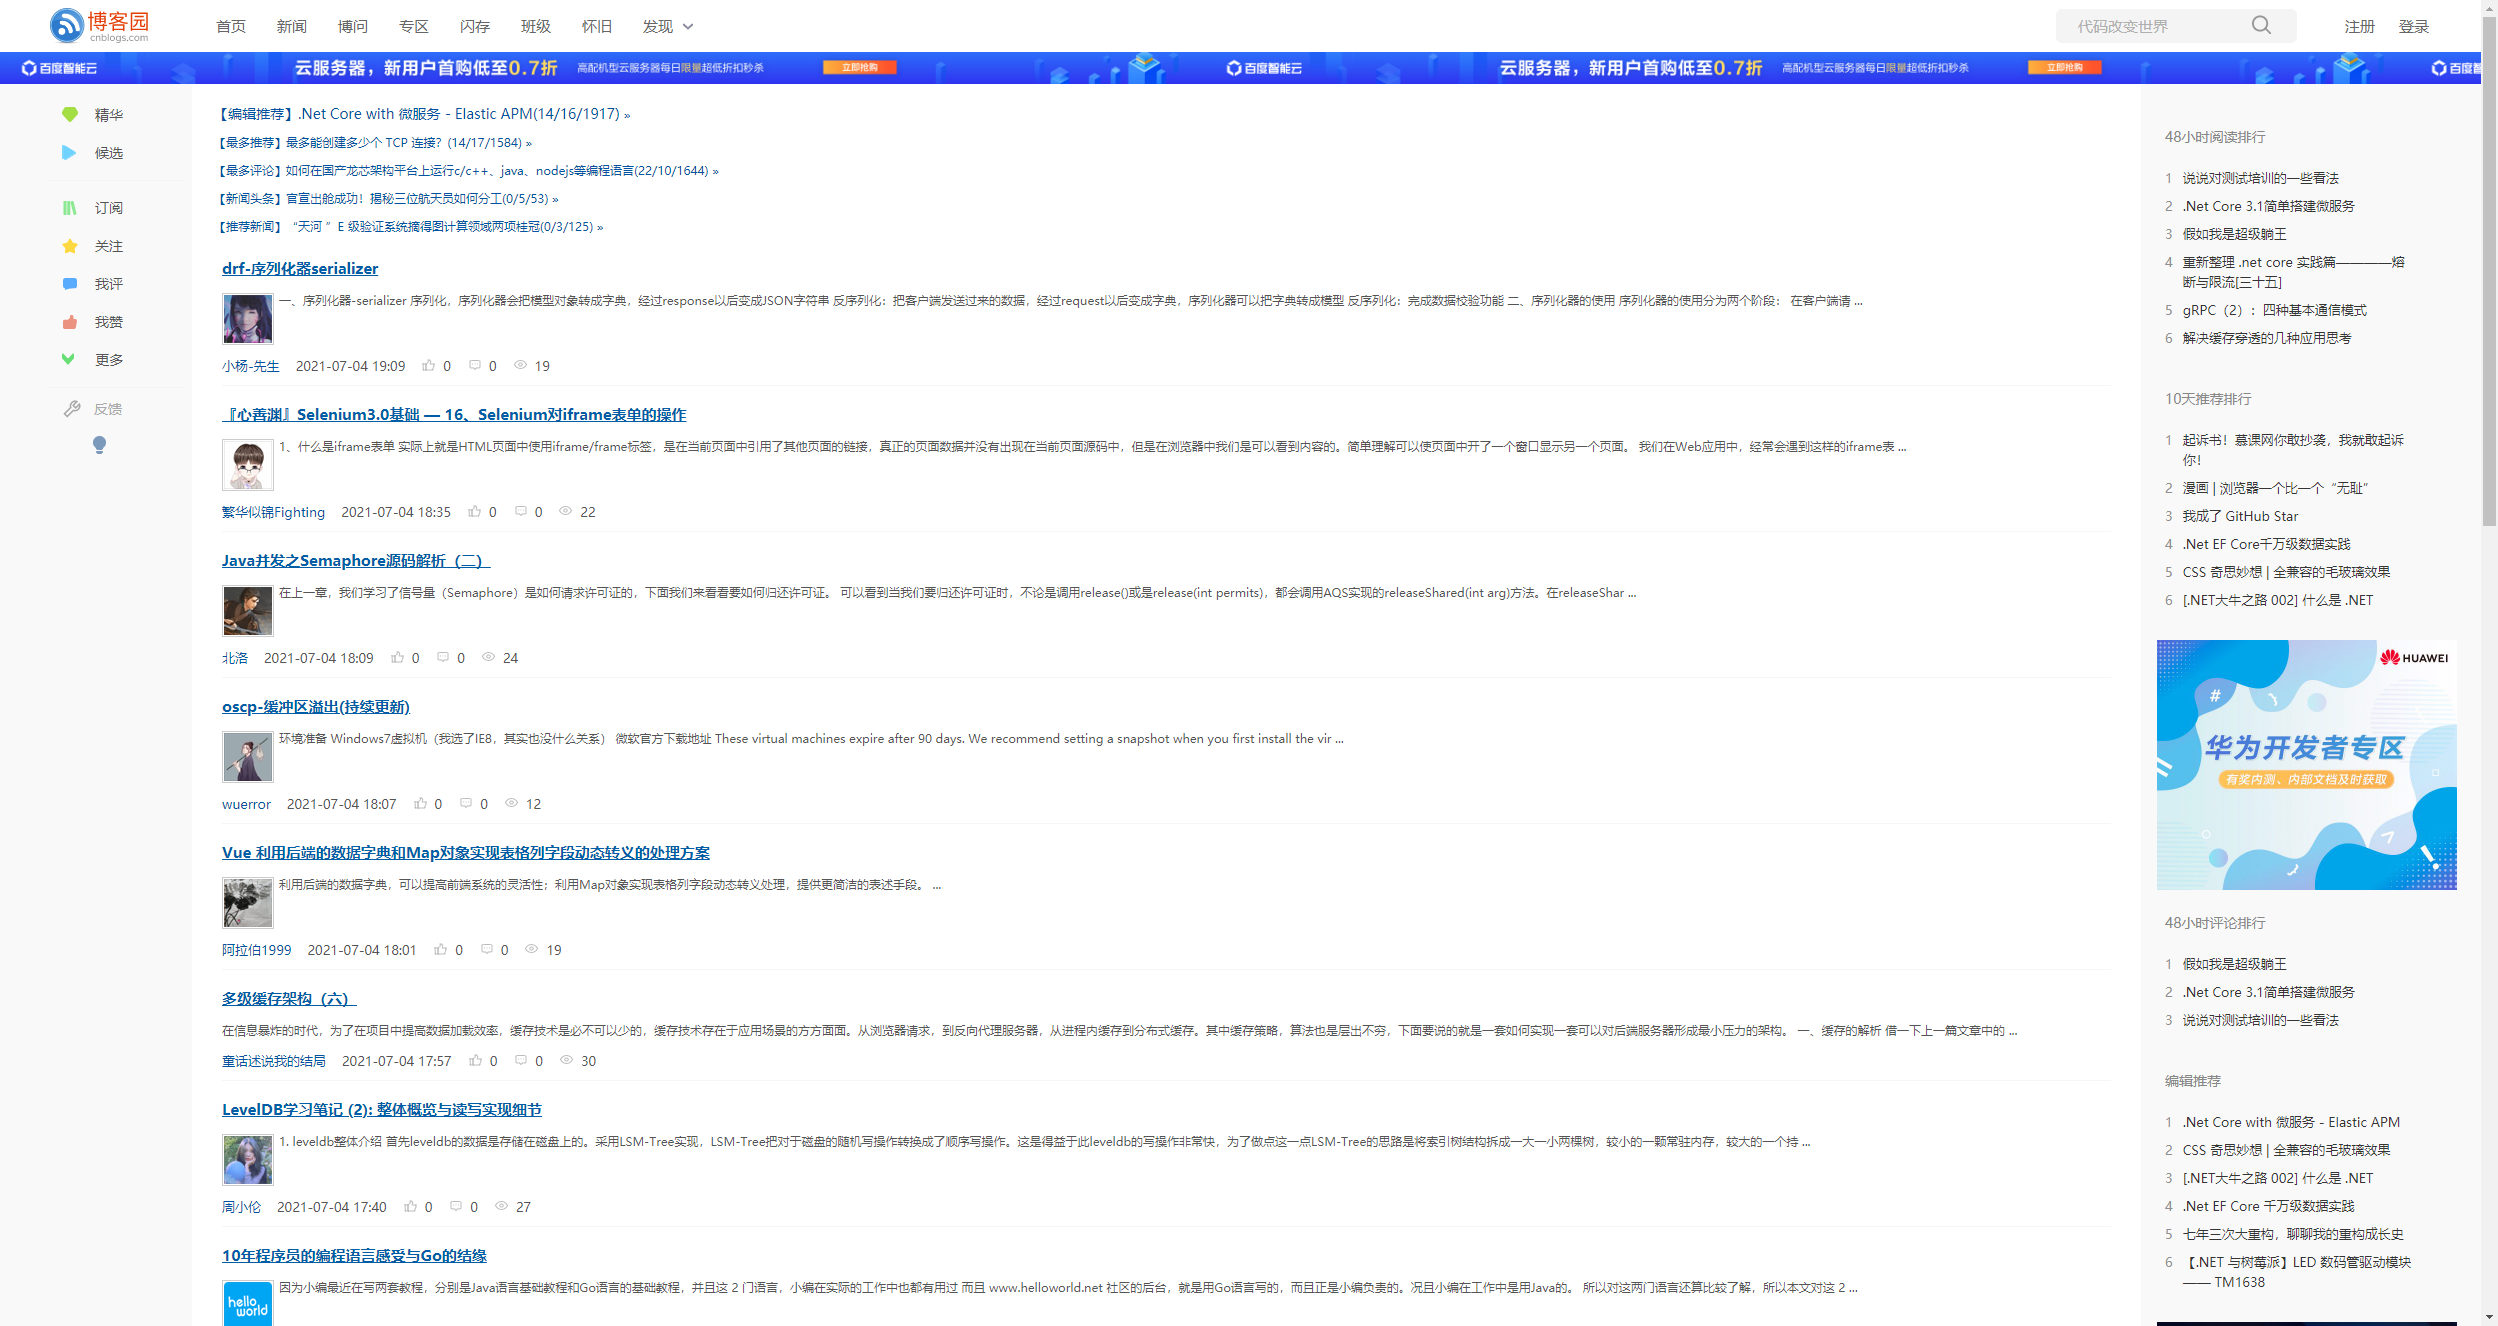 博客园
cnblogs.com
首页 新闻 博问 专区 闪存 班级 怀旧 发现
代码改变世界
注册 登录
百度智能云 云服务器，新用户首购低至0.7折 高配机型云服务器每日限量超低折扣秒杀 立即抢购 百度智能云 云服务器，新用户首购低至0.7折 高配机型云服务器每日限量超低折扣秒杀 立即抢购
精华
候选
订阅
关注
我评
我赞
更多
反馈
【编辑推荐】.Net Core with 微服务 - Elastic APM(14/16/1917) »
【最多推荐】最多能创建多少个 TCP 连接？(14/17/1584) »
【最多评论】如何在国产龙芯架构平台上运行c/c++、java、nodejs等编程语言(22/10/1644) »
【新闻头条】官宣出舱成功！揭秘三位航天员如何分工(0/5/53) »
【推荐新闻】“天河 ”E 级验证系统摘得图计算领域两项桂冠(0/3/125) »
drf-序列化器serializer
一、序列化器-serializer 序列化，序列化器会把模型对象转成字典，经过response以后变成JSON字符串 反序列化：把客户端发送过来的数据，经过request以后变成字典，序列化器可以把字典转成模型 反序列化：完成数据校验功能 二、序列化器的使用 序列化器的使用分为两个阶段： 在客户端请 ...
小杨-先生 2021-07-04 19:09 0 0 19
『心善渊』Selenium3.0基础 — 16、Selenium对iframe表单的操作
1、什么是iframe表单 实际上就是HTML页面中使用iframe/frame标签，是在当前页面中引用了其他页面的链接，真正的页面数据并没有出现在当前页面源码中，但是在浏览器中我们是可以看到内容的。简单理解可以使页面中开了一个窗口显示另一个页面。 我们在Web应用中，经常会遇到这样的iframe表 ...
繁华似锦Fighting 2021-07-04 18:35 0 0 22
Java并发之Semaphore源码解析（二）
在上一章，我们学习了信号量（Semaphore）是如何请求许可证的，下面我们来看看要如何归还许可证。 可以看到当我们要归还许可证时，不论是调用release()或是release(int permits)，都会调用AQS实现的releaseShared(int arg)方法。在releaseShar ...
北洛 2021-07-04 18:09 0 0 24
oscp-缓冲区溢出(持续更新)
环境准备 Windows7虚拟机（我选了IE8，其实也没什么关系） 微软官方下载地址 These virtual machines expire after 90 days. We recommend setting a snapshot when you first install the vir ...
wuerror 2021-07-04 18:07 0 0 12
Vue 利用后端的数据字典和Map对象实现表格列字段动态转义的处理方案
利用后端的数据字典，可以提高前端系统的灵活性；利用Map对象实现表格列字段动态转义处理，提供更简洁的表述手段。 ...
阿拉伯1999 2021-07-04 18:01 0 0 19
多级缓存架构（六）
在信息暴炸的时代，为了在项目中提高数据加载效率，缓存技术是必不可以少的，缓存技术存在于应用场景的方方面面。从浏览器请求，到反向代理服务器，从进程内缓存到分布式缓存。其中缓存策略，算法也是层出不穷，下面要说的就是一套如何实现一套可以对后端服务器形成最小压力的架构。 一、缓存的解析 借一下上一篇文章中的 ...
童话述说我的结局 2021-07-04 17:57 0 0 30
LevelDB学习笔记 (2): 整体概览与读写实现细节
1. leveldb整体介绍 首先leveldb的数据是存储在磁盘上的。采用LSM-Tree实现，LSM-Tree把对于磁盘的随机写操作转换成了顺序写操作。这是得益于此leveldb的写操作非常快，为了做点这一点LSM-Tree的思路是将索引树结构拆成一大一小两棵树，较小的一颗常驻内存，较大的一个持 ...
周小伦 2021-07-04 17:40 0 0 27
10年程序员的编程语言感受与Go的结缘
hello world
因为小编最近在写两套教程，分别是Java语言基础教程和Go语言的基础教程，并且这 2 门语言，小编在实际的工作中也都有用过 而且 www.helloworld.net 社区的后台，就是用Go语言写的，而且正是小编负责的。况且小编在工作中是用Java的。 所以对这两门语言还算比较了解，所以本文对这 2 ...
48小时阅读排行
1 说说对测试培训的一些看法
2 .Net Core 3.1简单搭建微服务
3 假如我是超级躺王
4 重新整理 .net core 实践篇————熔
断与限流[三十五]
5 gRPC（2）：四种基本通信模式
6 解决缓存穿透的几种应用思考
10天推荐排行
1 起诉书！慕课网你敢抄袭，我就敢起诉
你！
2 漫画 | 浏览器一个比一个“无耻”
3 我成了 GitHub Star
4 .Net EF Core千万级数据实践
5 CSS 奇思妙想 | 全兼容的毛玻璃效果
6 [.NET大牛之路 002] 什么是 .NET
HUAWEI
华为开发者专区
有奖内测、内部文档及时获取
48小时评论排行
1 假如我是超级躺王
2 .Net Core 3.1简单搭建微服务
3 说说对测试培训的一些看法
编辑推荐
1 .Net Core with 微服务 - Elastic APM
2 CSS 奇思妙想 | 全兼容的毛玻璃效果
3 [.NET大牛之路 002] 什么是 .NET
4 .Net EF Core 千万级数据实践
5 七年三次大重构，聊聊我的重构成长史
6 【.NET 与树莓派】LED 数码管驱动模块
—— TM1638